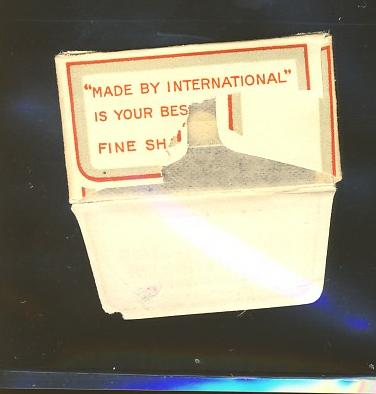 "MADE BY INTERNATIONAL"
IS YOUR BES
FINE SH